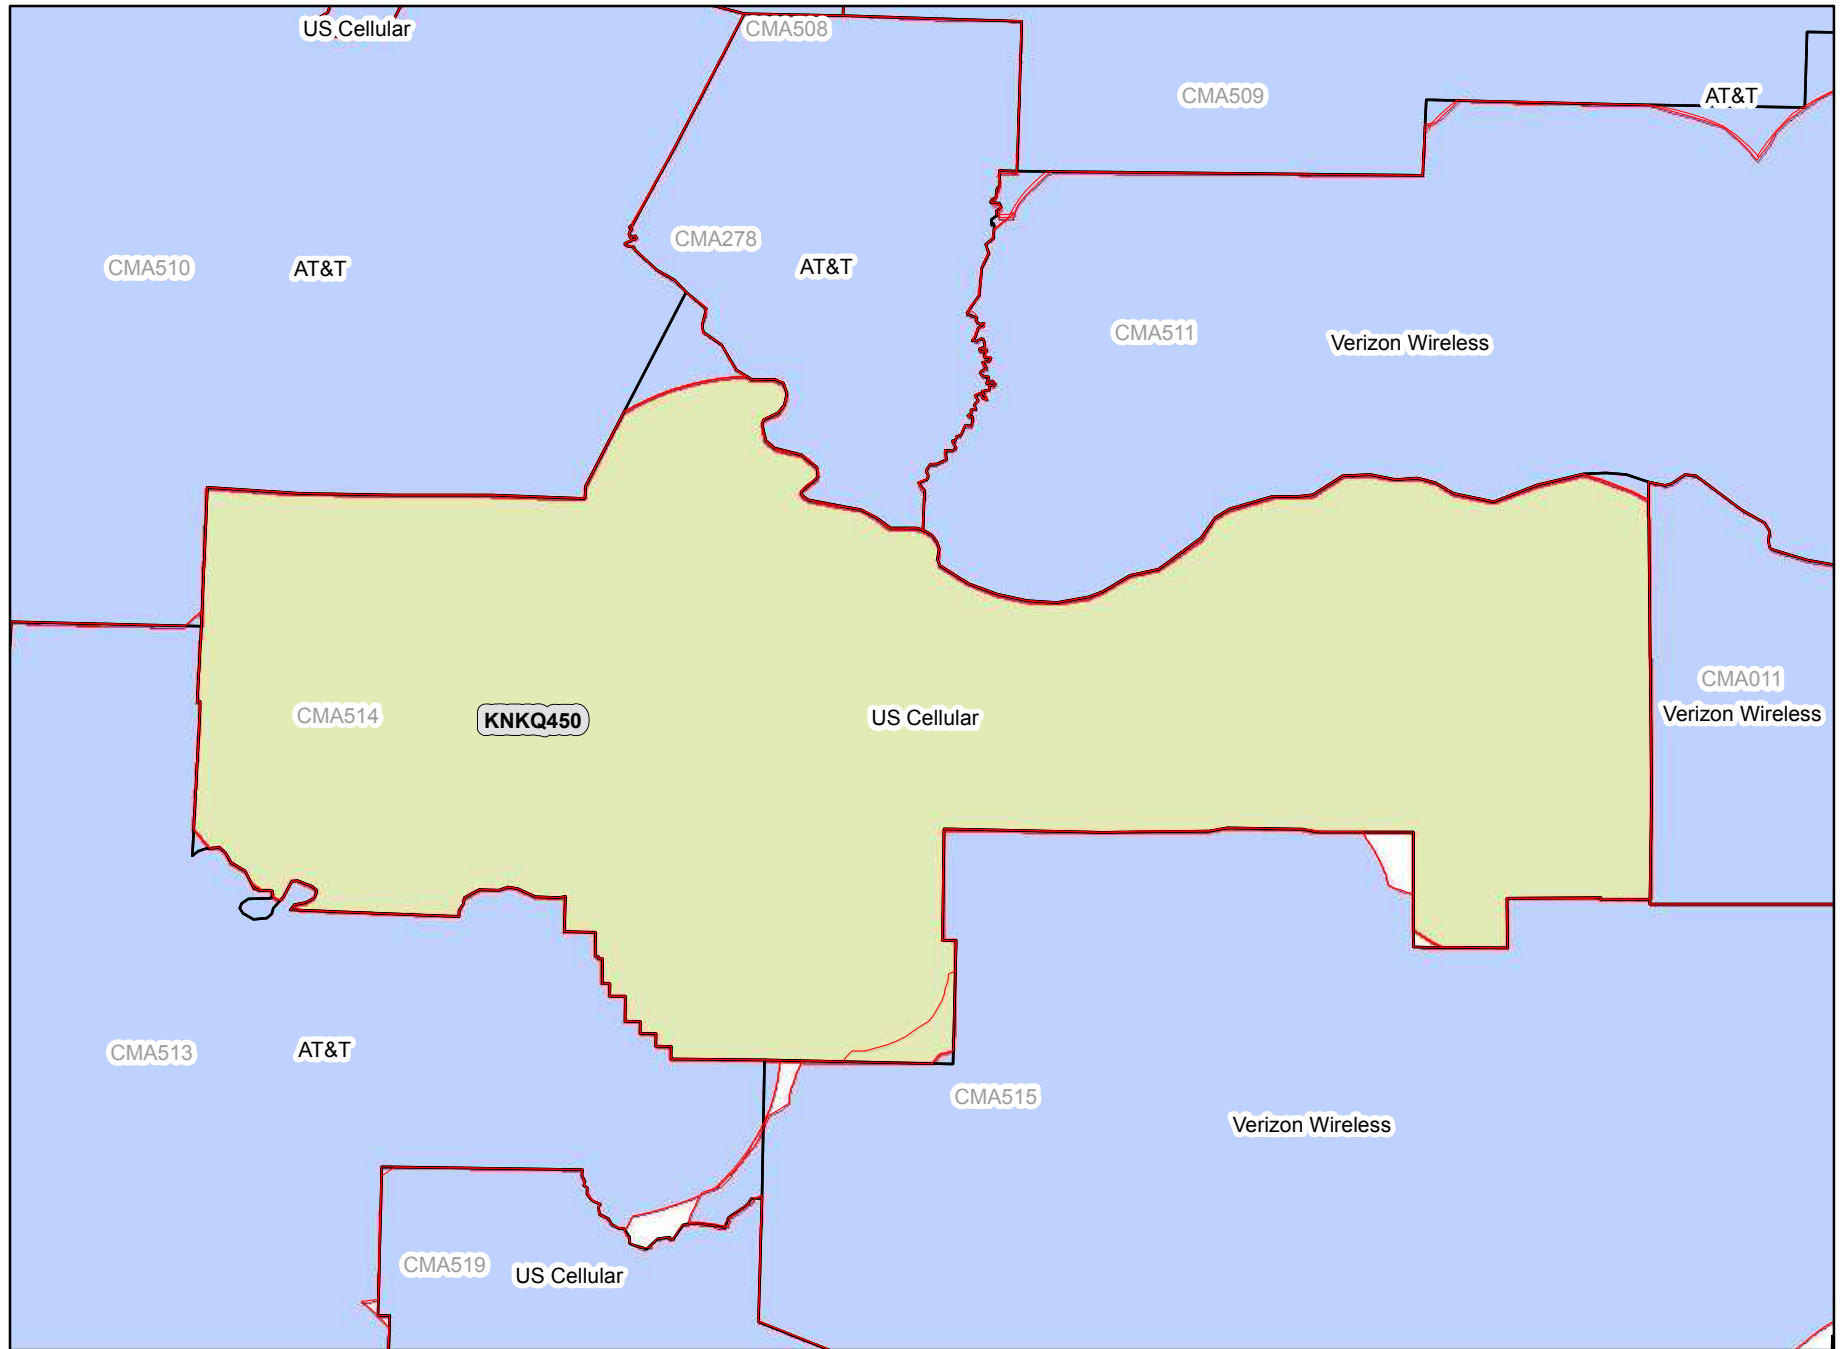 US Cellular
CMA508
CMA509
AT&T
CMA278
CMA510
AT&T
AT&T
CMA511
Verizon Wireless
CMA011
Verizon Wireless
CMA514
KNKQ450
US Cellular
CMA513
AT&T
CMA515
Verizon Wireless
CMA519
US Cellular